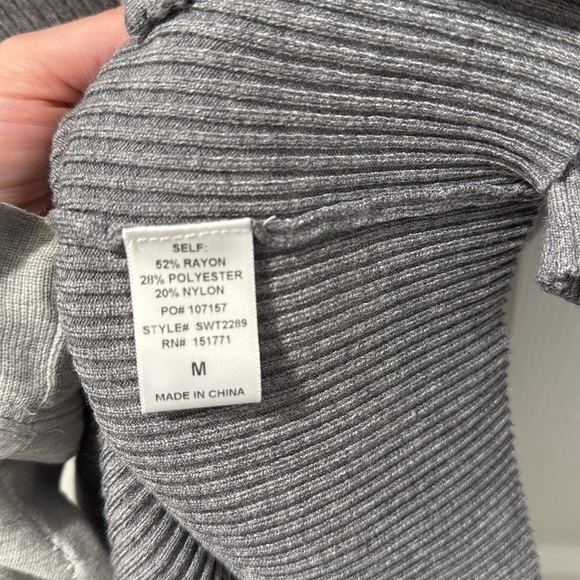 SELF:
52% RAYON
28% POLYESTER
20% NYLON
PO# 107157
STYLE# SWT2289
RN# 151771
M
MADE IN CHINA